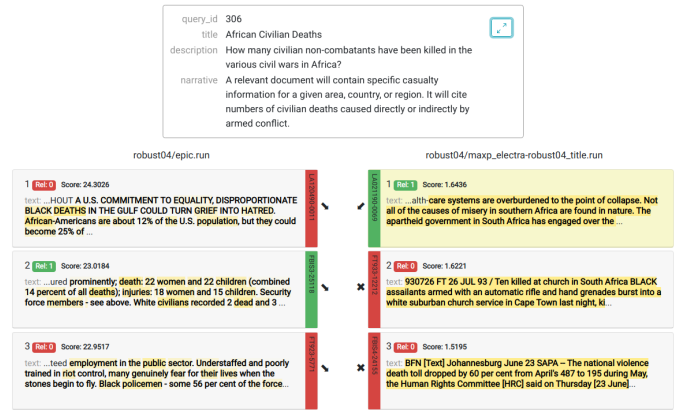 query_id 306
title African Civilian Deaths
description How many civilian non-combatants have been killed in the
various civil wars in Africa?
narrative A relevant document will contain specific casualty
information for a given area, country, or region. It will cite
numbers of civilian deaths caused directly or indirectly by
armed conflict.
robust04/epic.run
1 Rel: 0 Score: 24.3026
text: ...HOUT A U.S. COMMITMENT TO EQUALITY, DISPROPORTIONATE
BLACK DEATHS IN THE GULF COULD TURN GRIEF INTO HATRED.
African-Americans are about 12% of the U.S. population, but they could
become 25% of ...
LA120490-0011
2 Rel: 1 Score: 23.0184
text: ...ured prominently; death: 22 women and 22 children (combined
14 percent of all deaths); injuries: 18 women and 15 children. Security
force members - see above. White civilians recorded 2 dead and 3 ...
FBIS3-25118
3 Rel: 0 Score: 22.9517
text: ...teed employment in the public sector. Understaffed and poorly
trained in riot control, many genuinely fear for their lives when the
stones begin to fly. Black policemen - some 56 per cent of the force...
FT923-5771
robust04/maxp_electra-robust04_title.run
LA021190-0069
1 Rel: 1 Score: 1.6436
text: ...alth-care systems are overburdened to the point of collapse. Not
all of the causes of misery in southern Africa are found in nature. The
apartheid government in South Africa has engaged over the ...
FT933-12212
2 Rel: 0 Score: 1.6221
text: 930726 FT 26 JUL 93 / Ten killed at church in South Africa BLACK
assailants armed with an automatic rifle and hand grenades burst into a
white suburban church service in Cape Town last night, ki...
FBIS4-24155
3 Rel: 0 Score: 1.5195
text: BFN [Text] Johannesburg June 23 SAPA -- The national violence
death toll dropped by 60 per cent from April's 487 to 195 during May,
the Human Rights Committee [HRC] said on Thursday [23 June]...